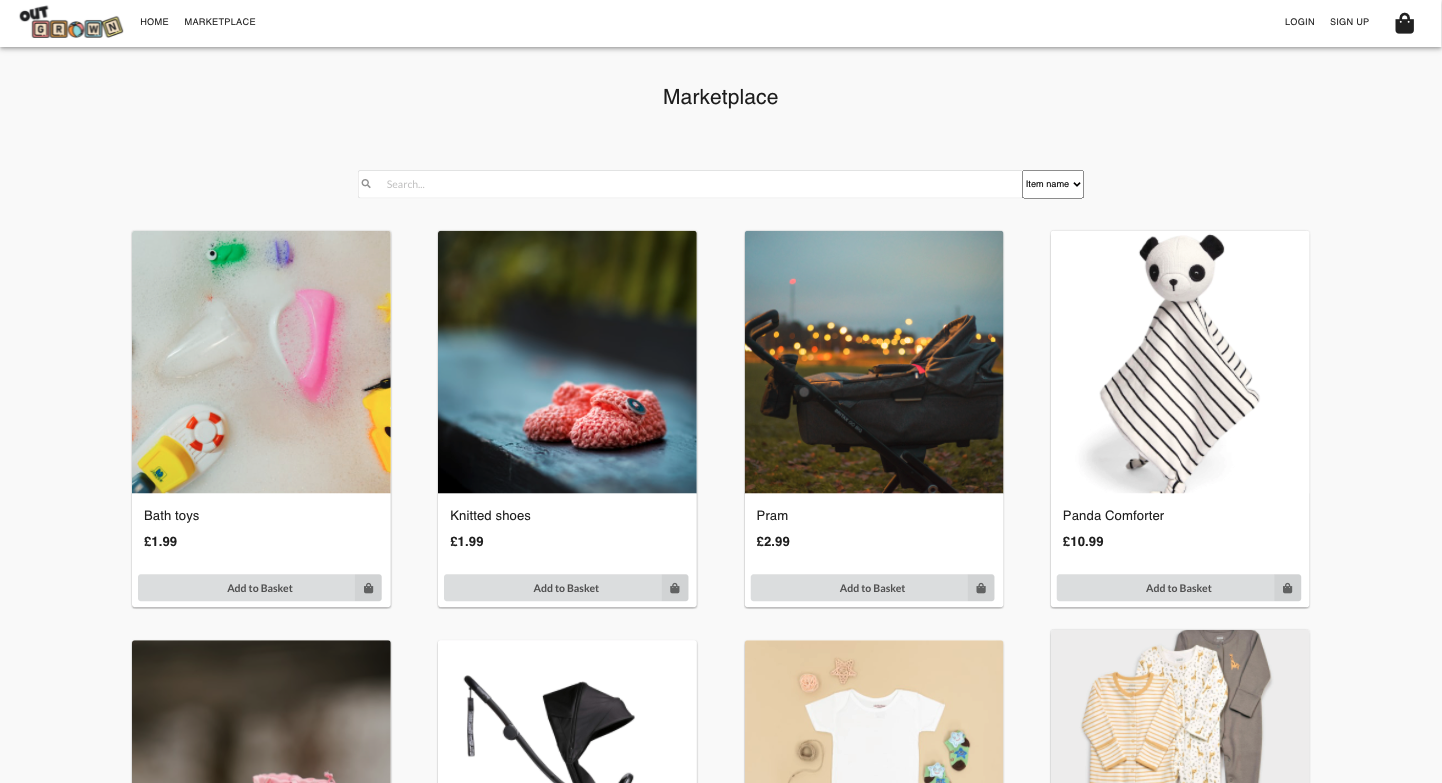 OUT
GROWN
HOME
MARKETPLACE
LOGIN
SIGN UP
Marketplace
Search...
Item name
Bath toys
£1.99
Add to Basket
Knitted shoes
£1.99
Add to Basket
Pram
£2.99
Add to Basket
Panda Comforter
£10.99
Add to Basket